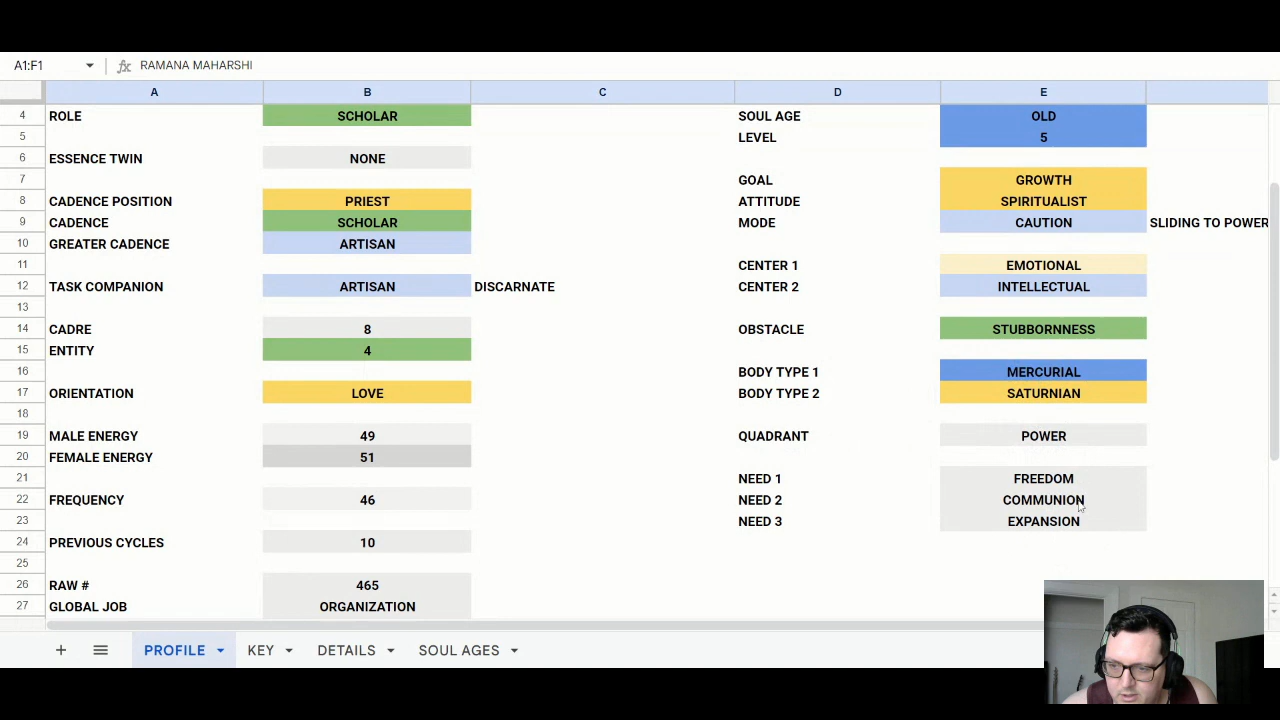 A1:F1 fx RAMANA MAHARSHI
A B C D E
4 ROLE SCHOLAR SOUL AGE OLD
5 LEVEL 5
6 ESSENCE TWIN NONE
7 GOAL GROWTH
8 CADENCE POSITION PRIEST ATTITUDE SPIRITUALIST
9 CADENCE SCHOLAR MODE CAUTION SLIDING TO POWER
10 GREATER CADENCE ARTISAN
11 CENTER 1 EMOTIONAL
12 TASK COMPANION ARTISAN DISCARNATE CENTER 2 INTELLECTUAL
13
14 CADRE 8 OBSTACLE STUBBORNNESS
15 ENTITY 4
16 BODY TYPE 1 MERCURIAL
17 ORIENTATION LOVE BODY TYPE 2 SATURNIAN
18
19 MALE ENERGY 49 QUADRANT POWER
20 FEMALE ENERGY 51
21 NEED 1 FREEDOM
22 FREQUENCY 46 NEED 2 COMMUNION
23 NEED 3 EXPANSION
24 PREVIOUS CYCLES 10
25
26 RAW # 465
27 GLOBAL JOB ORGANIZATION
PROFILE KEY DETAILS SOUL AGES